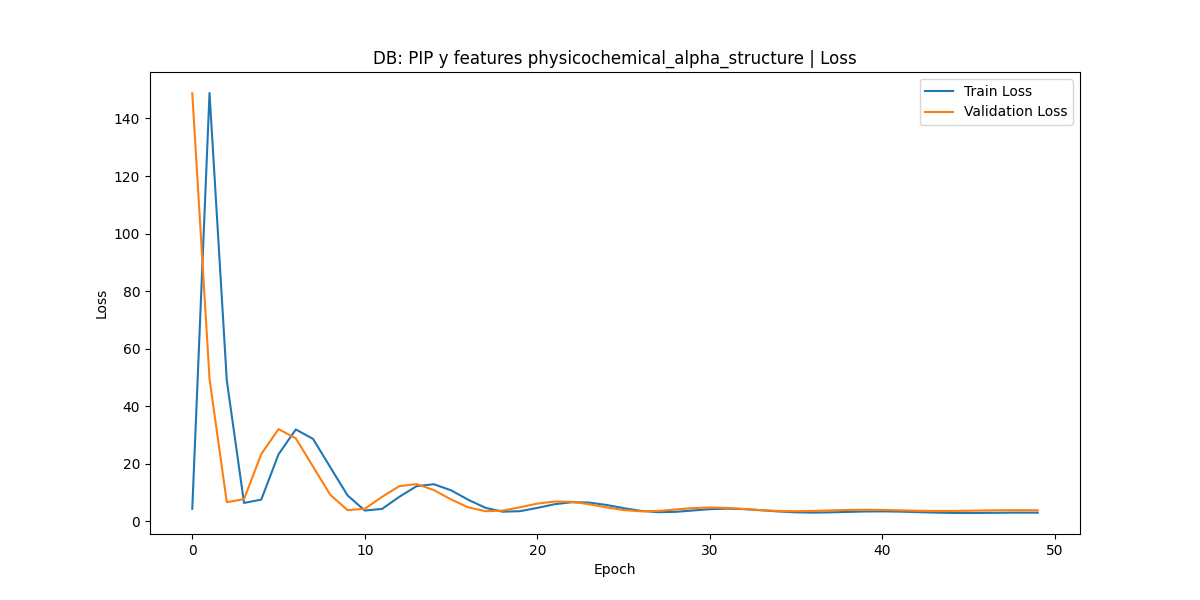 DB: PIP y features physicochemical_alpha_structure | Loss
Train Loss
Validation Loss
Loss
140
120
100
80
60
40
20
0
0 10 20 30 40 50
Epoch